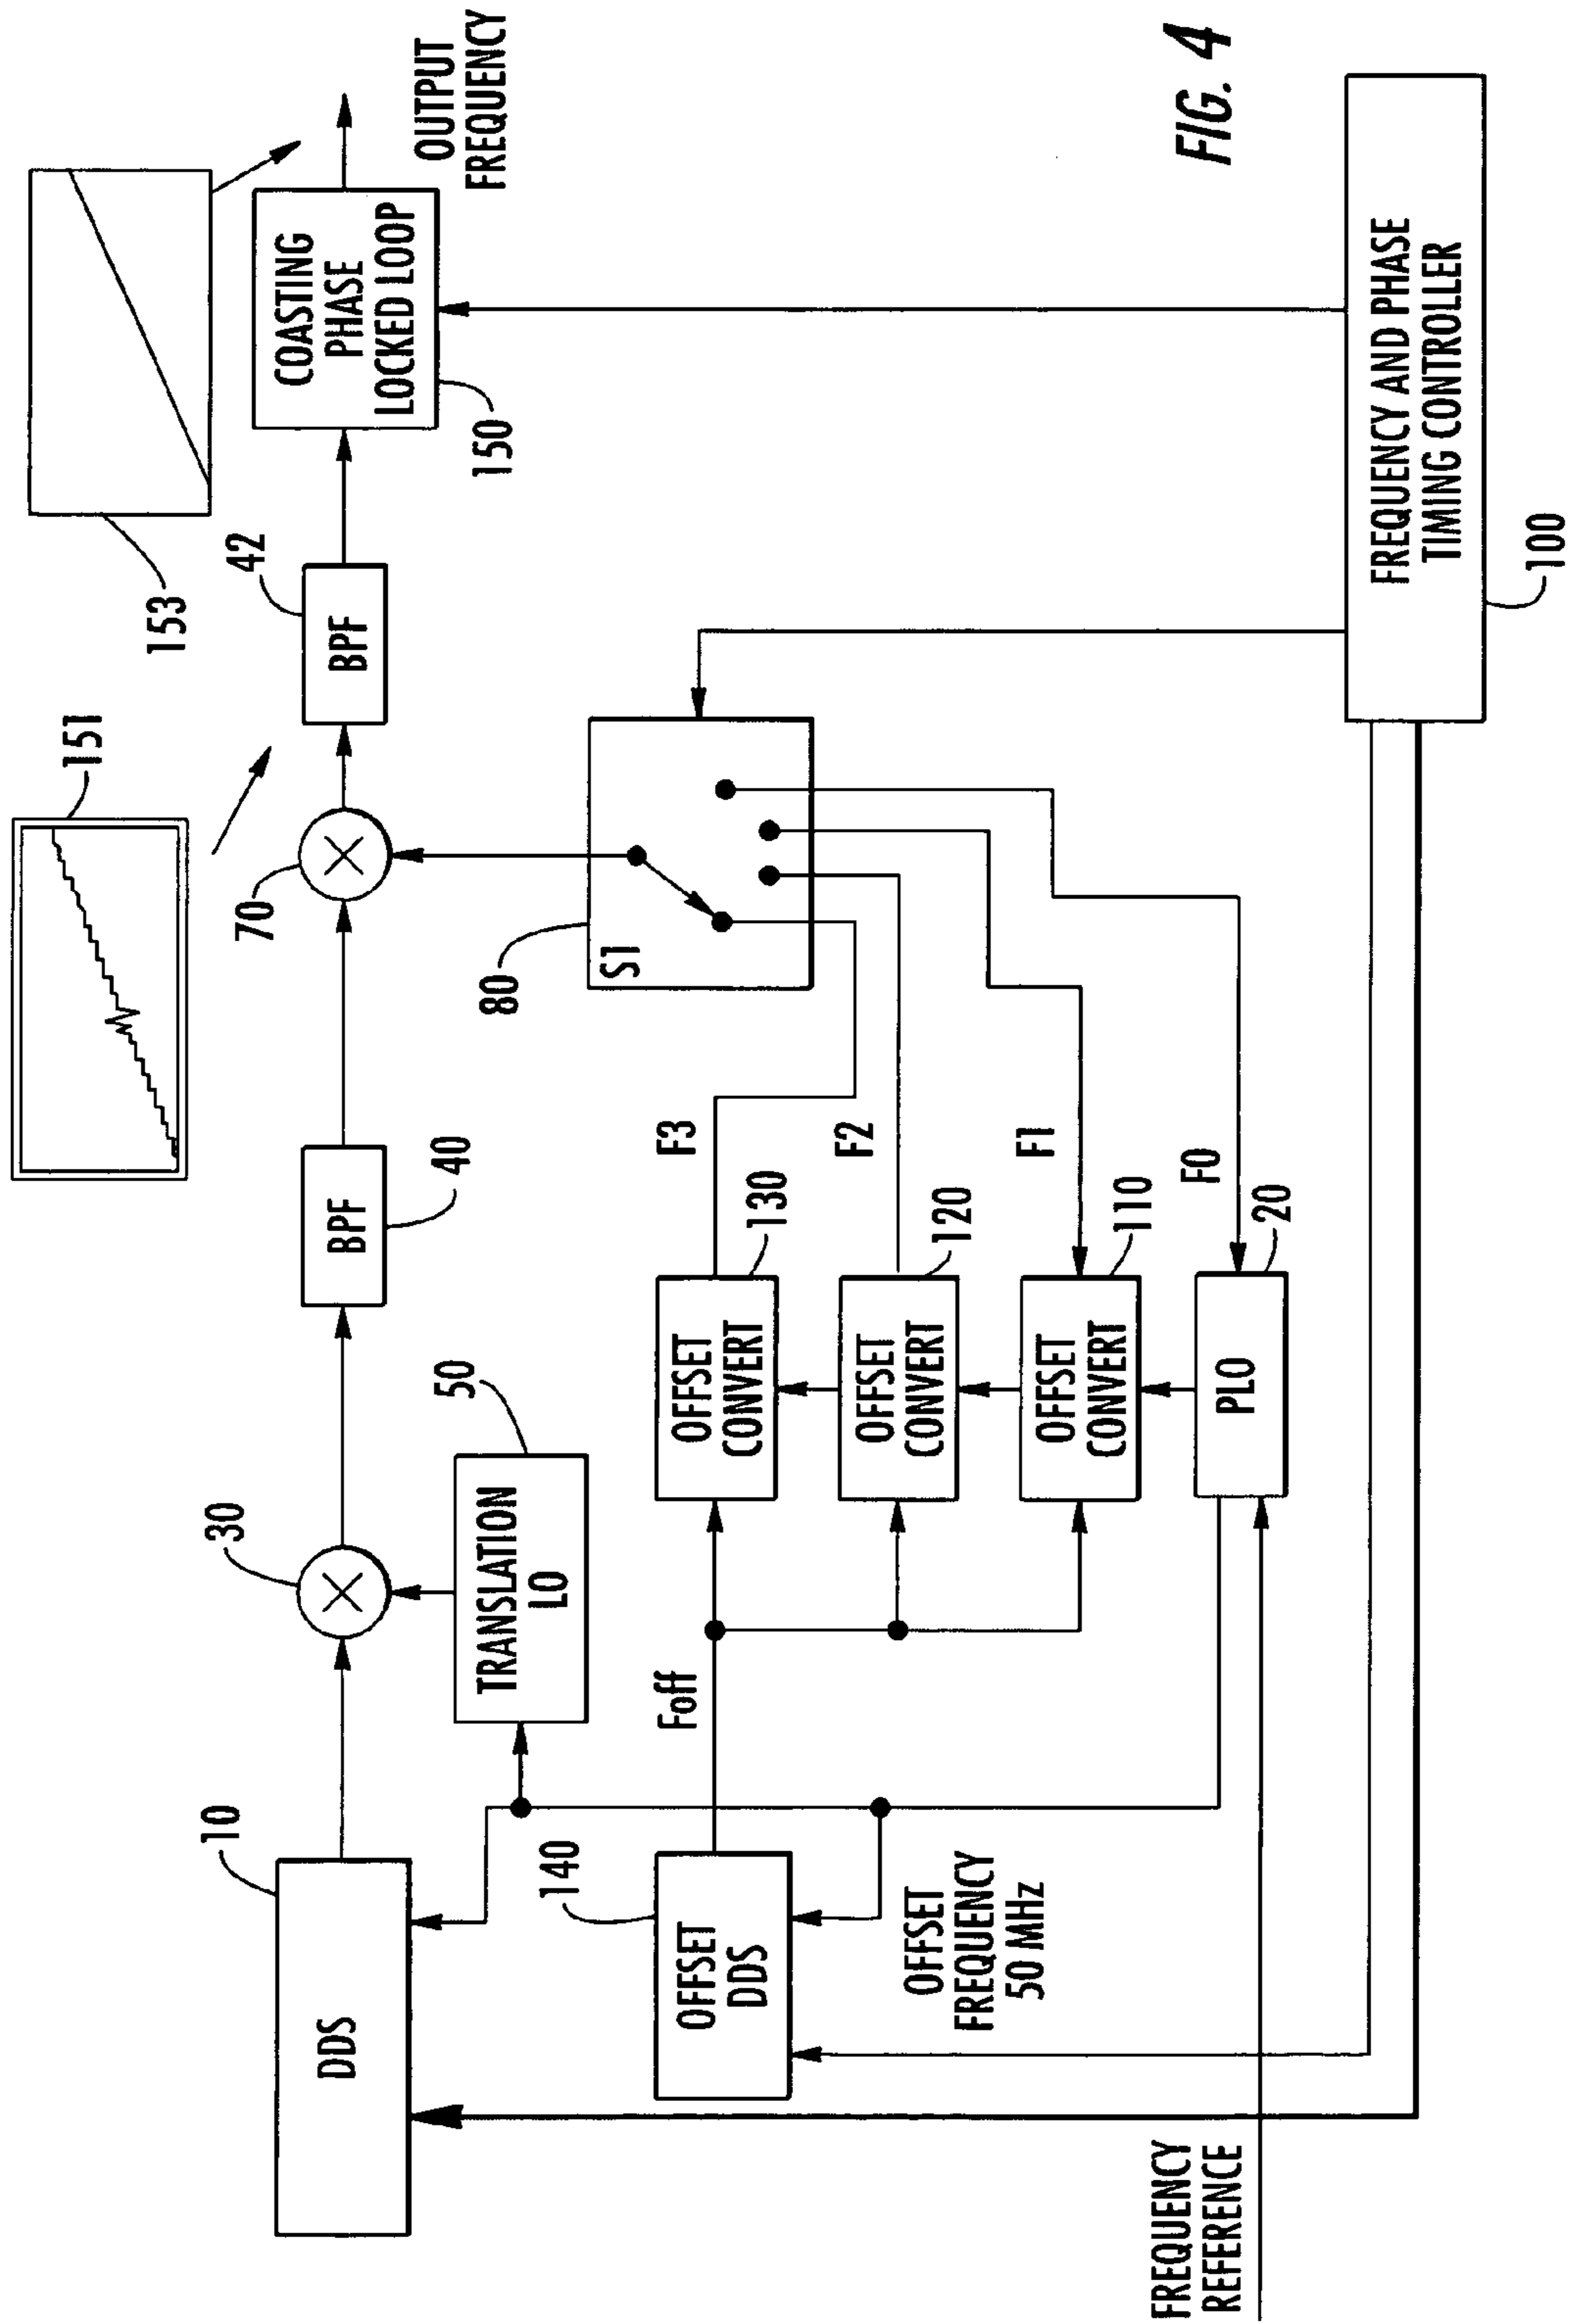 151
153
10
30
70
42
DDS
BPF
40
BPF
COASTING
PHASE
LOCKED LOOP
150
OUTPUT
FREQUENCY
50
TRANSLATION
LO
80
S1
140
OFFSET
DDS
Foff
OFFSET
CONVERT
130
F3
OFFSET
CONVERT
120
F2
OFFSET
FREQUENCY
50 MHz
OFFSET
CONVERT
110
F1
PLO
20
F0
FREQUENCY
REFERENCE
FREQUENCY AND PHASE
TIMING CONTROLLER
100
FIG. 4